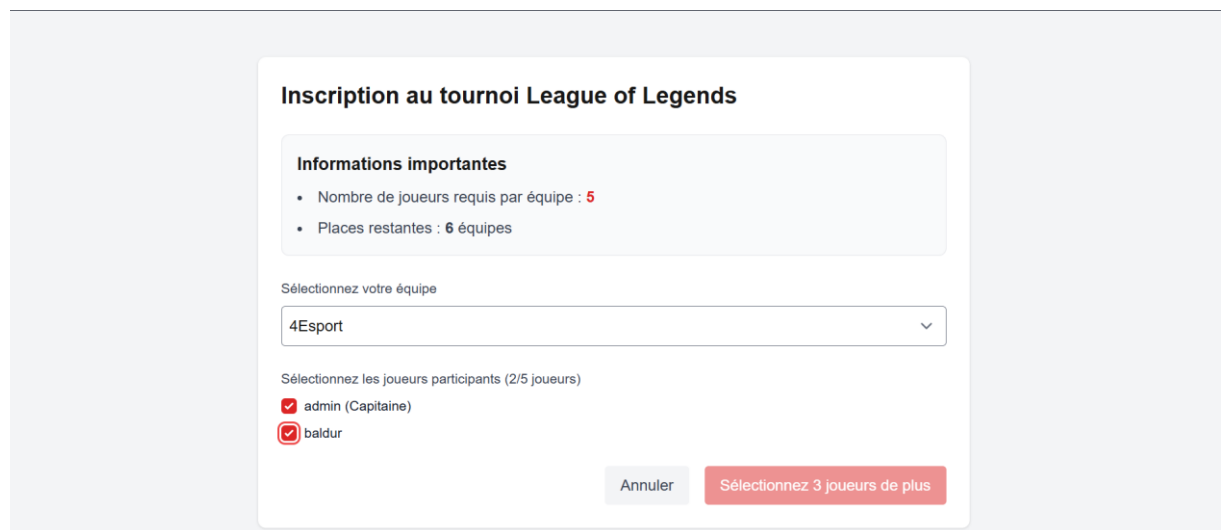 Inscription au tournoi League of Legends
Informations importantes
• Nombre de joueurs requis par équipe : 5
• Places restantes : 6 équipes
Sélectionnez votre équipe
4Esport
Sélectionnez les joueurs participants (2/5 joueurs)
admin (Capitaine)
baldur
Annuler Sélectionnez 3 joueurs de plus